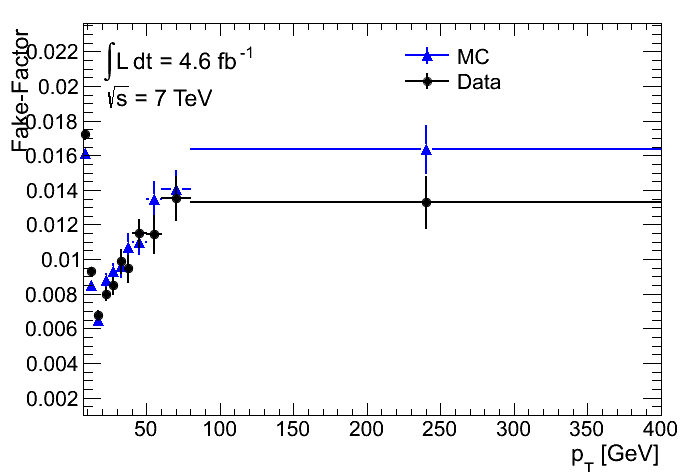 Fake-Factor
0.022
0.02
0.018
0.016
0.014
0.012
0.01
0.008
0.006
0.004
0.002
∫L dt = 4.6 fb⁻¹
√s = 7 TeV
MC
Data
50 100 150 200 250 300 350 400
p_T [GeV]